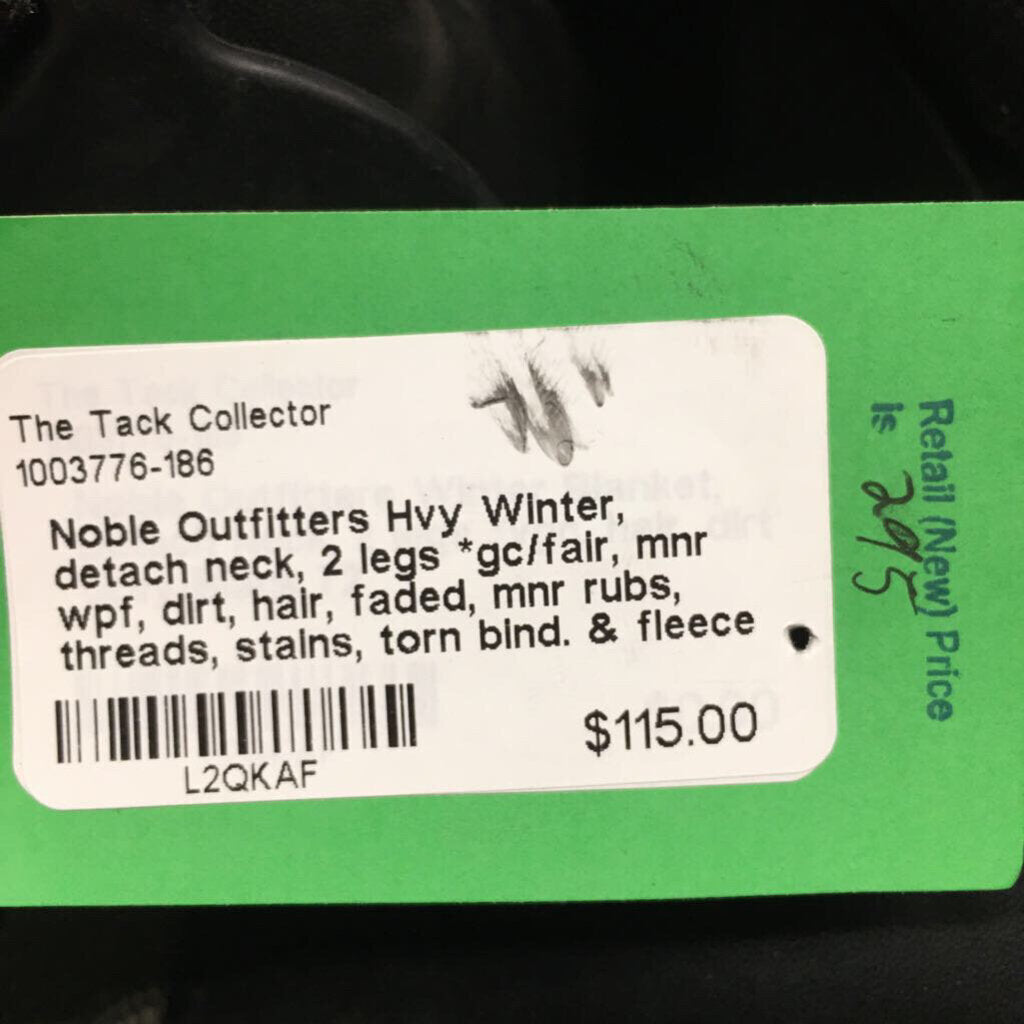 The Tack Collector
1003776-186
Noble Outfitters Hvy Winter,
detach neck, 2 legs *gc/fair, mnr
wpf, dirt, hair, faded, mnr rubs,
threads, stains, torn bind. & fleece
L2QKAF
$115.00
Retail (New) Price
is 295